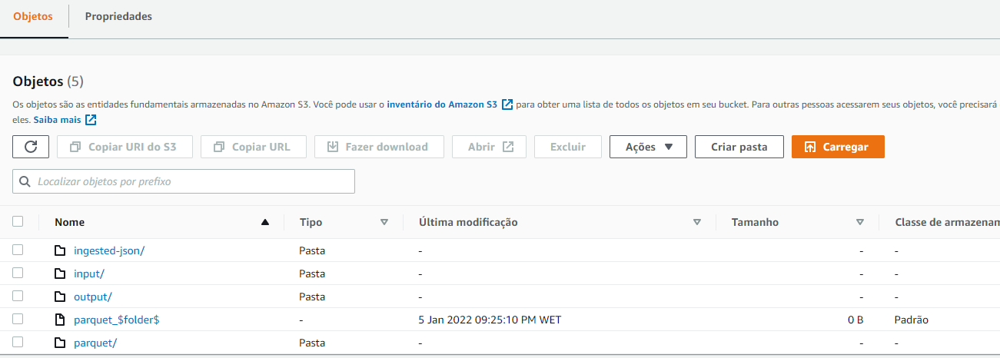 Objetos Propriedades
Objetos (5)
Os objetos são as entidades fundamentais armazenadas no Amazon S3. Você pode usar o inventário do Amazon S3 para obter uma lista de todos os objetos em seu bucket. Para outras pessoas acessarem seus objetos, você precisará
eles. Saiba mais
Copiar URI do S3 Copiar URL Fazer download Abrir Excluir Ações Criar pasta Carregar
Localizar objetos por prefixo
Nome Tipo Última modificação Tamanho Classe de armazenam
ingested-json/ Pasta - - -
input/ Pasta - - -
output/ Pasta - - -
parquet_$folder$ - 5 Jan 2022 09:25:10 PM WET 0 B Padrão
parquet/ Pasta - - -